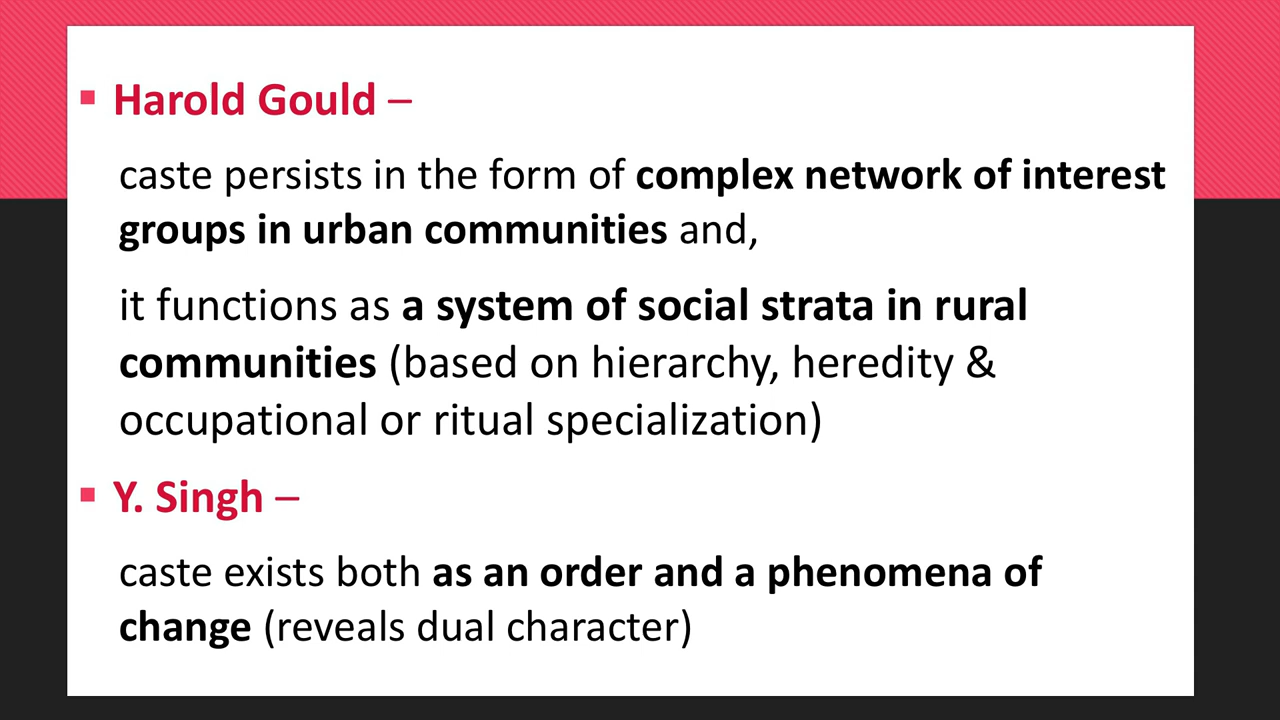 ▪ Harold Gould –
caste persists in the form of complex network of interest
groups in urban communities and,
it functions as a system of social strata in rural
communities (based on hierarchy, heredity &
occupational or ritual specialization)
▪ Y. Singh –
caste exists both as an order and a phenomena of
change (reveals dual character)